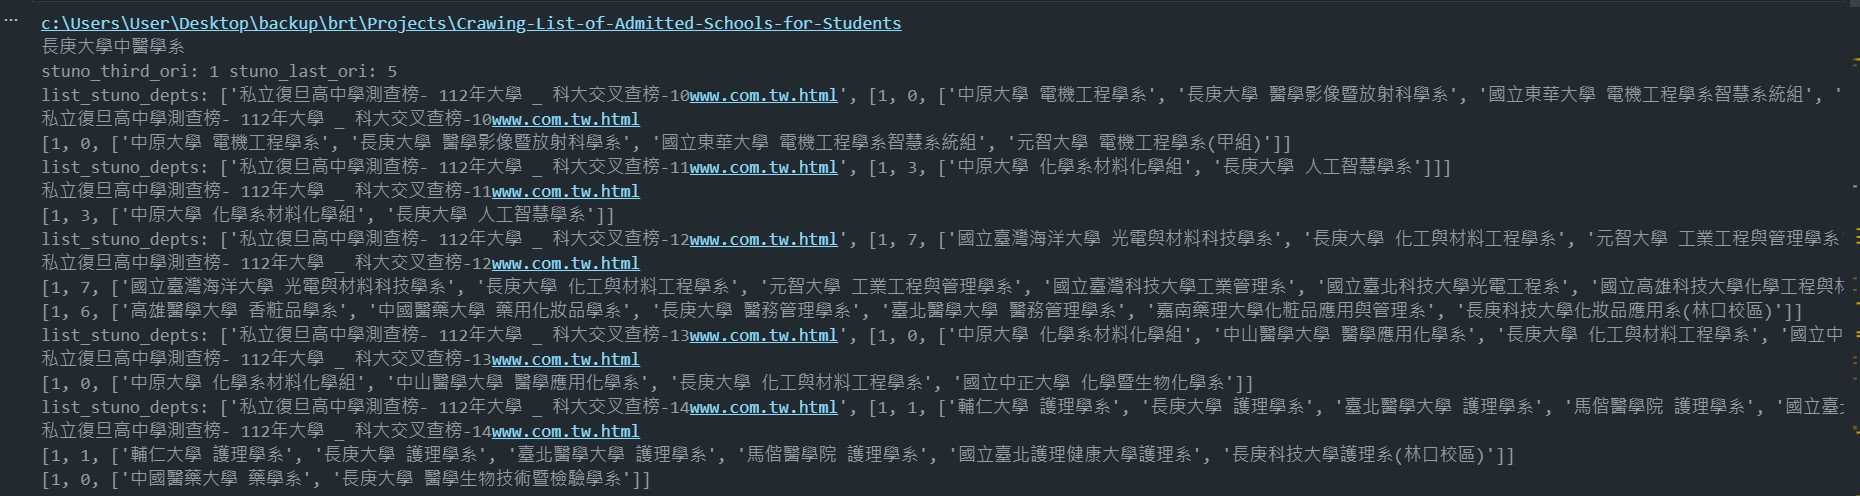 ...
c:\Users\User\Desktop\backup\brt\Projects\Crawing-List-of-Admitted-Schools-for-Students
長庚大學中醫學系
stuno_third_ori: 1 stuno_last_ori: 5
list_stuno_depts: ['私立復旦高中學測查榜- 112年大學 _ 科大交叉查榜-10www.com.tw.html', [1, 0, ['中原大學 電機工程學系', '長庚大學 醫學影像暨放射科學系', '國立東華大學 電機工程學系智慧系統組', '
私立復旦高中學測查榜- 112年大學 _ 科大交叉查榜-10www.com.tw.html
[1, 0, ['中原大學 電機工程學系', '長庚大學 醫學影像暨放射科學系', '國立東華大學 電機工程學系智慧系統組', '元智大學 電機工程學系(甲組)']]
list_stuno_depts: ['私立復旦高中學測查榜- 112年大學 _ 科大交叉查榜-11www.com.tw.html', [1, 3, ['中原大學 化學系材料化學組', '長庚大學 人工智慧學系']]]
私立復旦高中學測查榜- 112年大學 _ 科大交叉查榜-11www.com.tw.html
[1, 3, ['中原大學 化學系材料化學組', '長庚大學 人工智慧學系']]
list_stuno_depts: ['私立復旦高中學測查榜- 112年大學 _ 科大交叉查榜-12www.com.tw.html', [1, 7, ['國立臺灣海洋大學 光電與材料科技學系', '長庚大學 化工與材料工程學系', '元智大學 工業工程與管理學系'
私立復旦高中學測查榜- 112年大學 _ 科大交叉查榜-12www.com.tw.html
[1, 7, ['國立臺灣海洋大學 光電與材料科技學系', '長庚大學 化工與材料工程學系', '元智大學 工業工程與管理學系', '國立臺灣科技大學工業管理系', '國立臺北科技大學光電工程系', '國立高雄科技大學化學工程與材
[1, 6, ['高雄醫學大學 香粧品學系', '中國醫藥大學 藥用化妝品學系', '長庚大學 醫務管理學系', '臺北醫學大學 醫務管理學系', '嘉南藥理大學化粧品應用與管理系', '長庚科技大學化妝品應用系(林口校區)']]
list_stuno_depts: ['私立復旦高中學測查榜- 112年大學 _ 科大交叉查榜-13www.com.tw.html', [1, 0, ['中原大學 化學系材料化學組', '中山醫學大學 醫學應用化學系', '長庚大學 化工與材料工程學系', '國立中
私立復旦高中學測查榜- 112年大學 _ 科大交叉查榜-13www.com.tw.html
[1, 0, ['中原大學 化學系材料化學組', '中山醫學大學 醫學應用化學系', '長庚大學 化工與材料工程學系', '國立中正大學 化學暨生物化學系']]
list_stuno_depts: ['私立復旦高中學測查榜- 112年大學 _ 科大交叉查榜-14www.com.tw.html', [1, 1, ['輔仁大學 護理學系', '長庚大學 護理學系', '臺北醫學大學 護理學系', '馬偕醫學院 護理學系', '國立臺
私立復旦高中學測查榜- 112年大學 _ 科大交叉查榜-14www.com.tw.html
[1, 1, ['輔仁大學 護理學系', '長庚大學 護理學系', '臺北醫學大學 護理學系', '馬偕醫學院 護理學系', '國立臺北護理健康大學護理系', '長庚科技大學護理系(林口校區)']]
[1, 0, ['中國醫藥大學 藥學系', '長庚大學 醫學生物技術暨檢驗學系']]